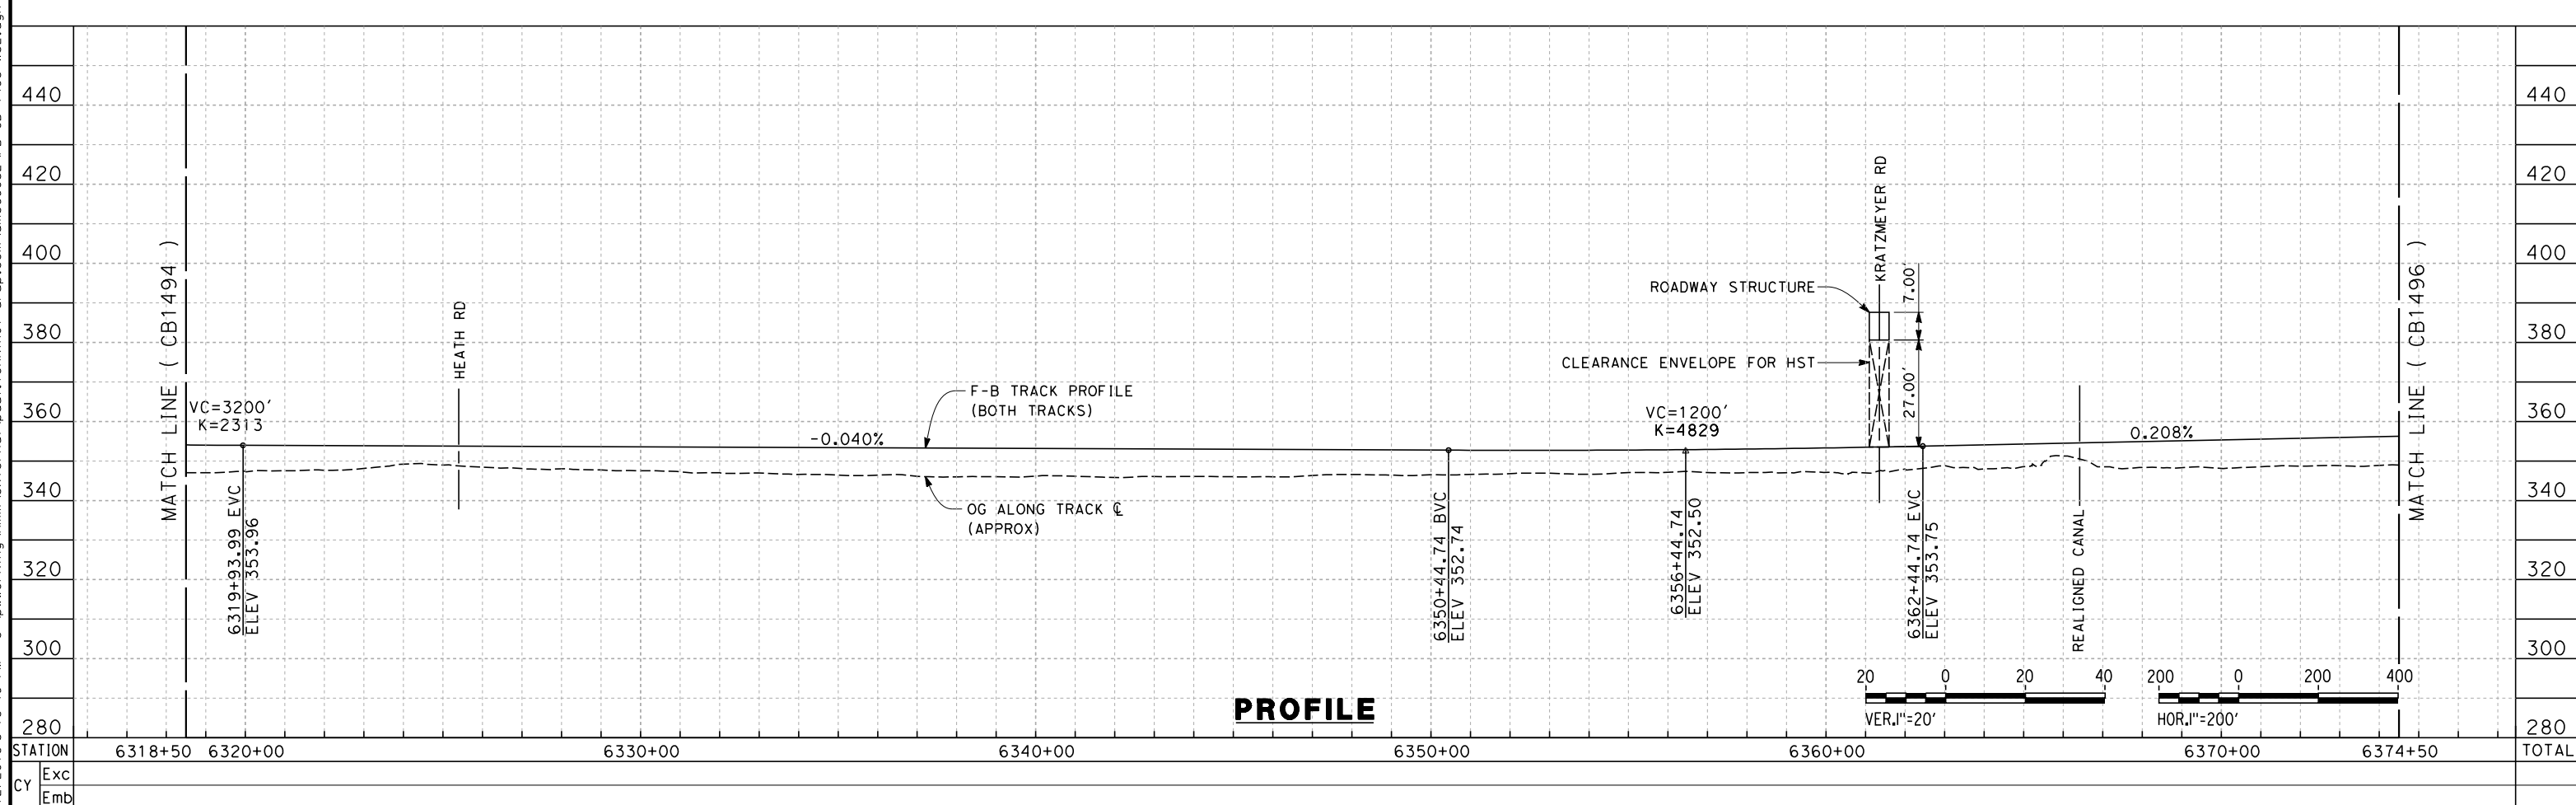 440
420
400
380
360
340
320
300
280
MATCH LINE ( CB1494 )
VC=3200'
K=2313
6319+93.99 EVC
ELEV 353.96
HEATH RD
-0.040%
F-B TRACK PROFILE
(BOTH TRACKS)
OG ALONG TRACK ℄
(APPROX)
6350+44.74 BVC
ELEV 352.74
VC=1200'
K=4829
6356+44.74
ELEV 352.50
ROADWAY STRUCTURE
CLEARANCE ENVELOPE FOR HST
KRATZMEYER RD
7.00'
27.00'
6362+44.74 EVC
ELEV 353.75
REALIGNED CANAL
0.208%
MATCH LINE ( CB1496 )
440
420
400
380
360
340
320
300
280
PROFILE
20 0 20 40
VER.1"=20'
200 0 200 400
HOR.1"=200'
STATION 6318+50 6320+00 6330+00 6340+00 6350+00 6360+00 6370+00 6374+50 TOTAL
CY
Exc
Emb